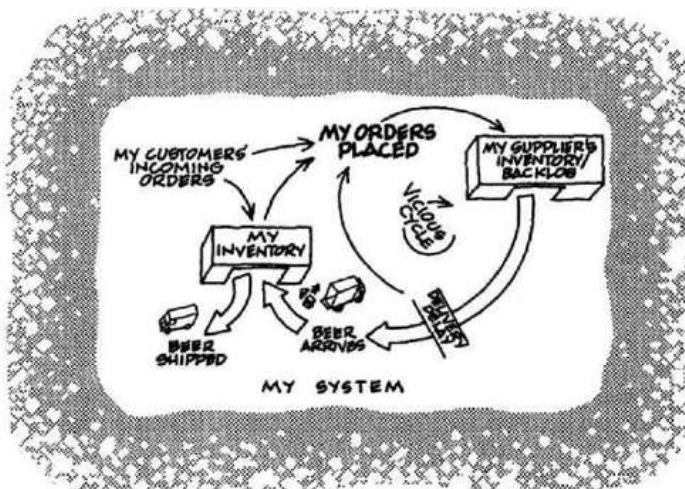 MY CUSTOMERS'
INCOMING
ORDERS
MY ORDERS
PLACED
MY SUPPLIER'S
INVENTORY/
BACKLOG
VICIOUS
CYCLE
MY
INVENTORY
DELIVERY
DELAY
BEER
ARRIVES
BEER
SHIPPED
MY SYSTEM